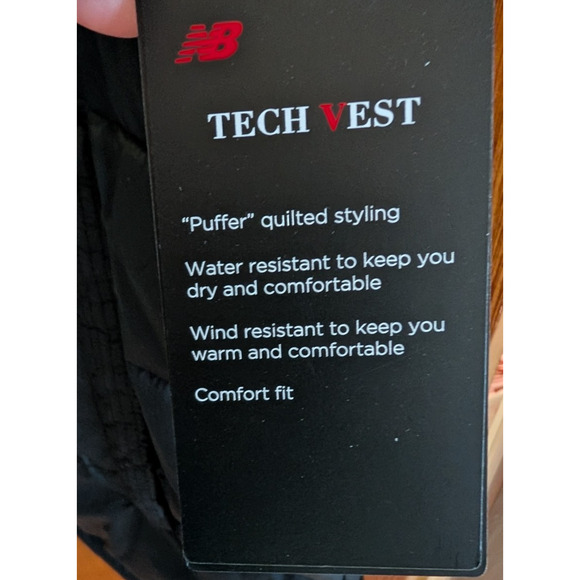 NB
TECH VEST
“Puffer” quilted styling
Water resistant to keep you
dry and comfortable
Wind resistant to keep you
warm and comfortable
Comfort fit